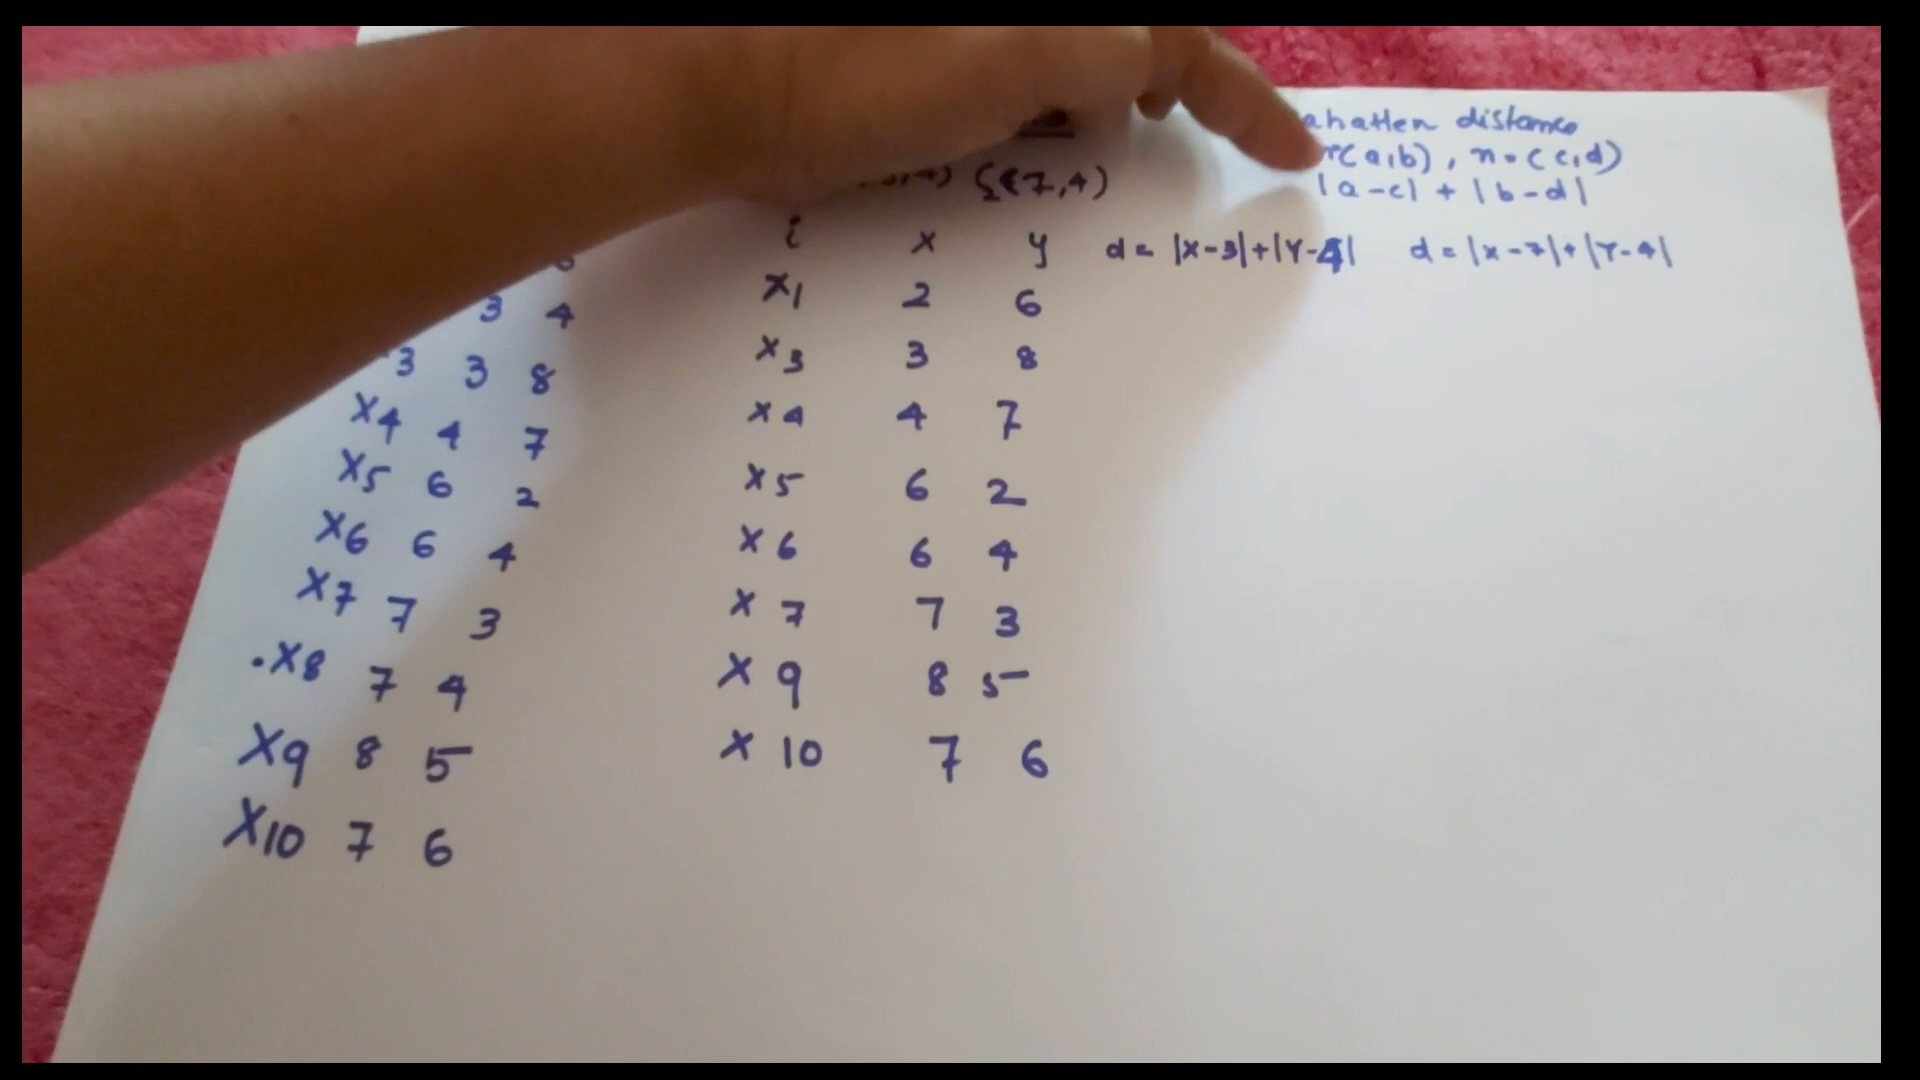 distance
(a,b), n=(c,d)
|a-c| + |b-d|
{(7,4)
i x y d = |x-3|+|y-4| d = |x-7|+|y-4|
x1 2 6
x3 3 8
x4 4 7
x5 6 2
x6 6 4
x7 7 3
x9 8 5
x10 7 6
3 4
3 3 8
x4 4 7
x5 6 2
x6 6 4
x7 7 3
.x8 7 4
x9 8 5
x10 7 6